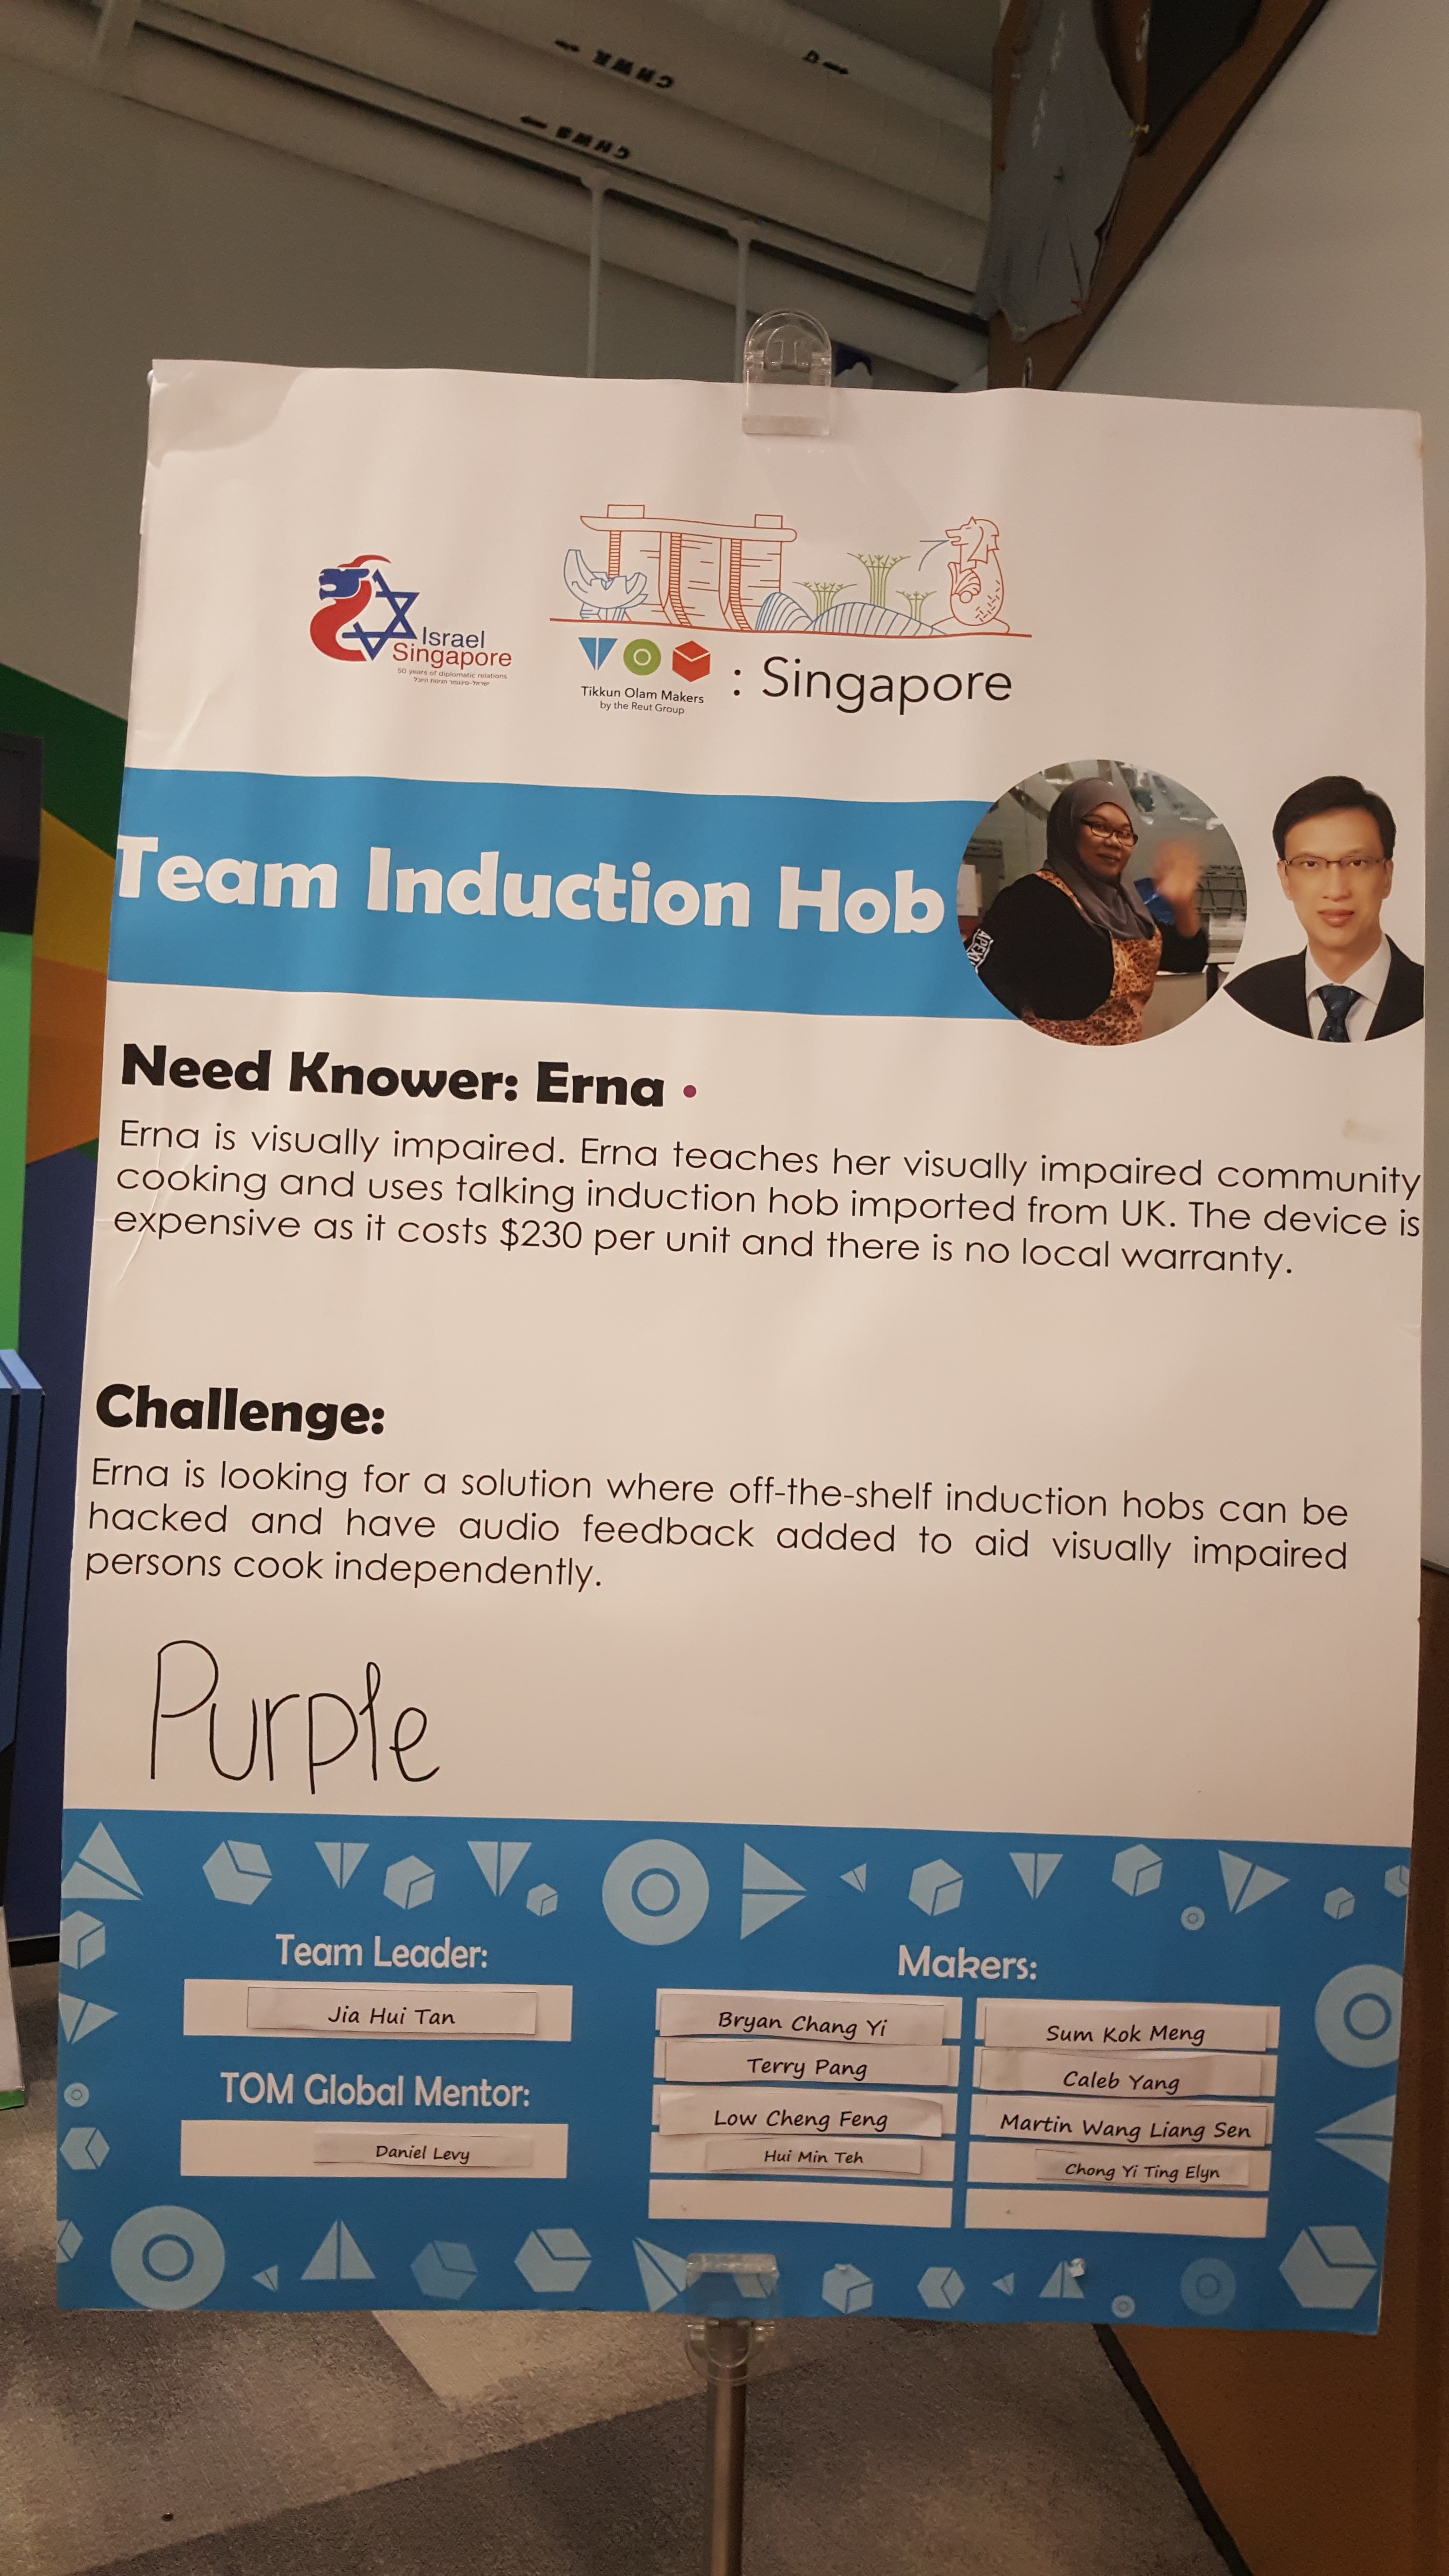 CHWR
CHWS
Israel
Singapore
50 years of diplomatic relations
Tikkun Olam Makers
by the Reut Group
: Singapore
Team Induction Hob
APEX
Need Knower: Erna
Erna is visually impaired. Erna teaches her visually impaired community
cooking and uses talking induction hob imported from UK. The device is
expensive as it costs $230 per unit and there is no local warranty.
Challenge:
Erna is looking for a solution where off-the-shelf induction hobs can be
hacked and have audio feedback added to aid visually impaired
persons cook independently.
Purple
Team Leader:
Jia Hui Tan
TOM Global Mentor:
Daniel Levy
Makers:
Bryan Chang Yi
Sum Kok Meng
Terry Pang
Caleb Yang
Low Cheng Feng
Martin Wang Liang Sen
Hui Min Teh
Chong Yi Ting Elyn